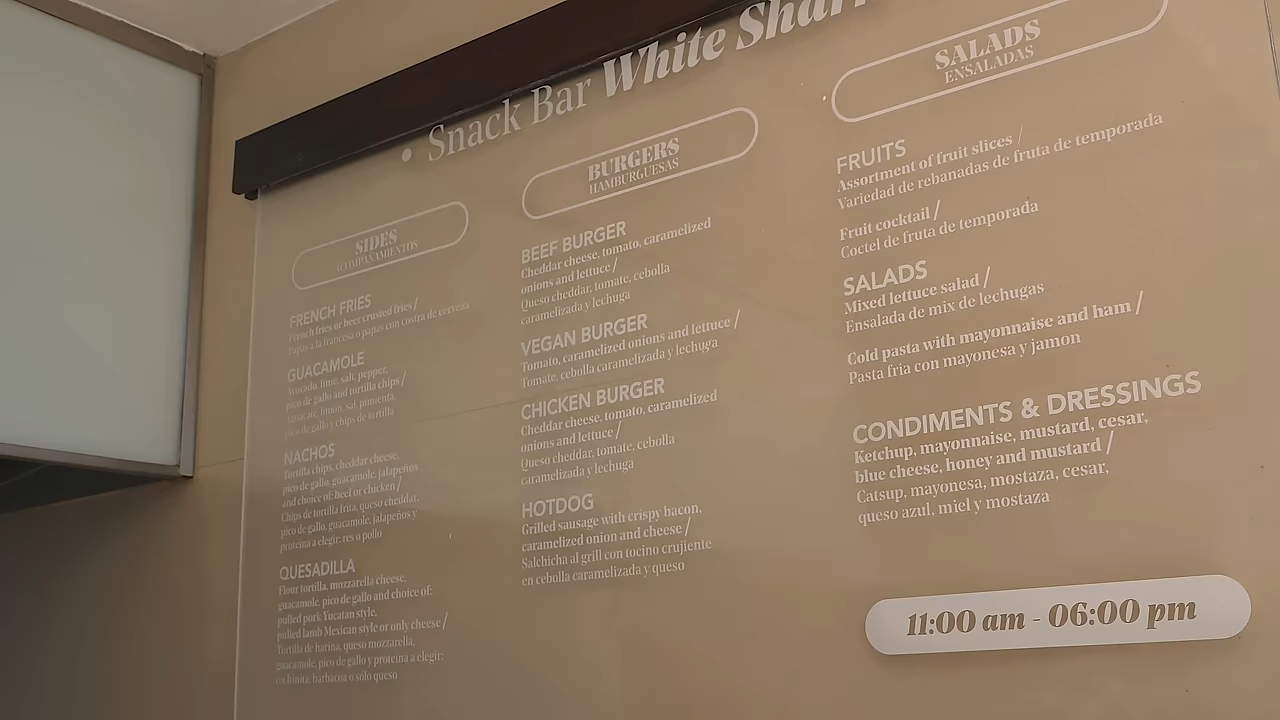 • Snack Bar White Shark
SIDES
ACOMPAÑAMIENTOS
FRENCH FRIES
French fries or beer crusted fries /
Papas a la francesa o papas con costra de cerveza
GUACAMOLE
Avocado, lime, salt, pepper,
pico de gallo and tortilla chips /
Aguacate, limón, sal, pimienta,
pico de gallo y chips de tortilla
NACHOS
Tortilla chips, cheddar cheese,
pico de gallo, guacamole, jalapeños
and choice of: beef or chicken /
Chips de tortilla frita, queso cheddar,
pico de gallo, guacamole, jalapeños y
proteína a elegir: res o pollo
QUESADILLA
Flour tortilla, mozzarella cheese,
guacamole, pico de gallo and choice of:
pulled pork Yucatan style,
pulled lamb Mexican style or only cheese /
Tortilla de harina, queso mozzarella,
guacamole, pico de gallo y proteína a elegir:
cochinita, barbacoa o solo queso
BURGERS
HAMBURGUESAS
BEEF BURGER
Cheddar cheese, tomato, caramelized
onions and lettuce /
Queso cheddar, tomate, cebolla
caramelizada y lechuga
VEGAN BURGER
Tomato, caramelized onions and lettuce /
Tomate, cebolla caramelizada y lechuga
CHICKEN BURGER
Cheddar cheese, tomato, caramelized
onions and lettuce /
Queso cheddar, tomate, cebolla
caramelizada y lechuga
HOTDOG
Grilled sausage with crispy bacon,
caramelized onion and cheese /
Salchicha al grill con tocino crujiente
en cebolla caramelizada y queso
SALADS
ENSALADAS
FRUITS
Assortment of fruit slices /
Variedad de rebanadas de fruta de temporada
Fruit cocktail /
Coctel de fruta de temporada
SALADS
Mixed lettuce salad /
Ensalada de mix de lechugas
Cold pasta with mayonnaise and ham /
Pasta fria con mayonesa y jamon
CONDIMENTS & DRESSINGS
Ketchup, mayonnaise, mustard, cesar,
blue cheese, honey and mustard /
Catsup, mayonesa, mostaza, cesar,
queso azul, miel y mostaza
11:00 am - 06:00 pm